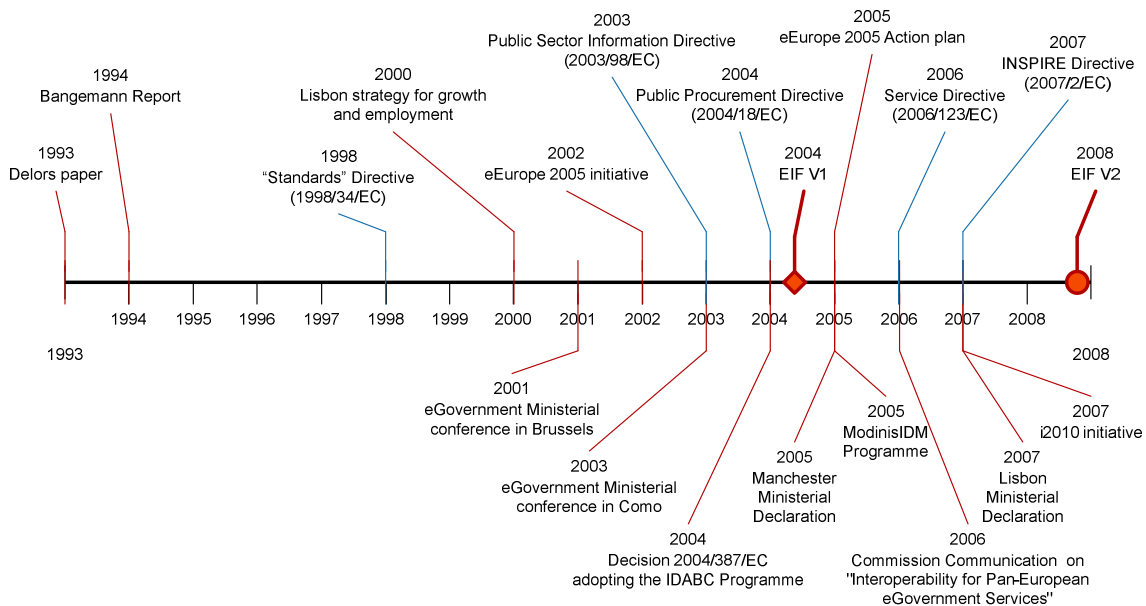 2003
Public Sector Information Directive
(2003/98/EC)
2005
eEurope 2005 Action plan
2007
INSPIRE Directive
(2007/2/EC)
1994
Bangemann Report
2000
Lisbon strategy for growth
and employment
2004
Public Procurement Directive
(2004/18/EC)
2006
Service Directive
(2006/123/EC)
1993
Delors paper
1998
“Standards” Directive
(1998/34/EC)
2002
eEurope 2005 initiative
2004
EIF V1
2008
EIF V2
1994
1995
1996
1997
1998
1999
2000
2001
2002
2003
2004
2005
2006
2007
2008
1993
2008
2001
eGovernment Ministerial
conference in Brussels
2003
eGovernment Ministerial
conference in Como
2004
Decision 2004/387/EC
adopting the IDABC Programme
2005
Manchester
Ministerial
Declaration
2005
ModinisIDM
Programme
2006
Commission Communication on
"Interoperability for Pan-European
eGovernment Services"
2007
Lisbon
Ministerial
Declaration
2007
i2010 initiative